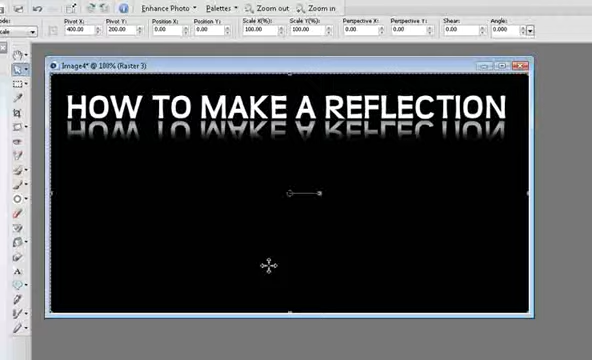 Enhance Photo Palettes Zoom out Zoom in
Pivot X: Pivot Y: Position X: Position Y: Scale X(%): Scale Y(%): Perspective X: Perspective Y: Shear: Angle:
400.00 200.00 0.00 0.00 100.00 100.00 0.00 0.00 0.00 0.000
Image4* @ 100% (Raster 3)
HOW TO MAKE A REFLECTION